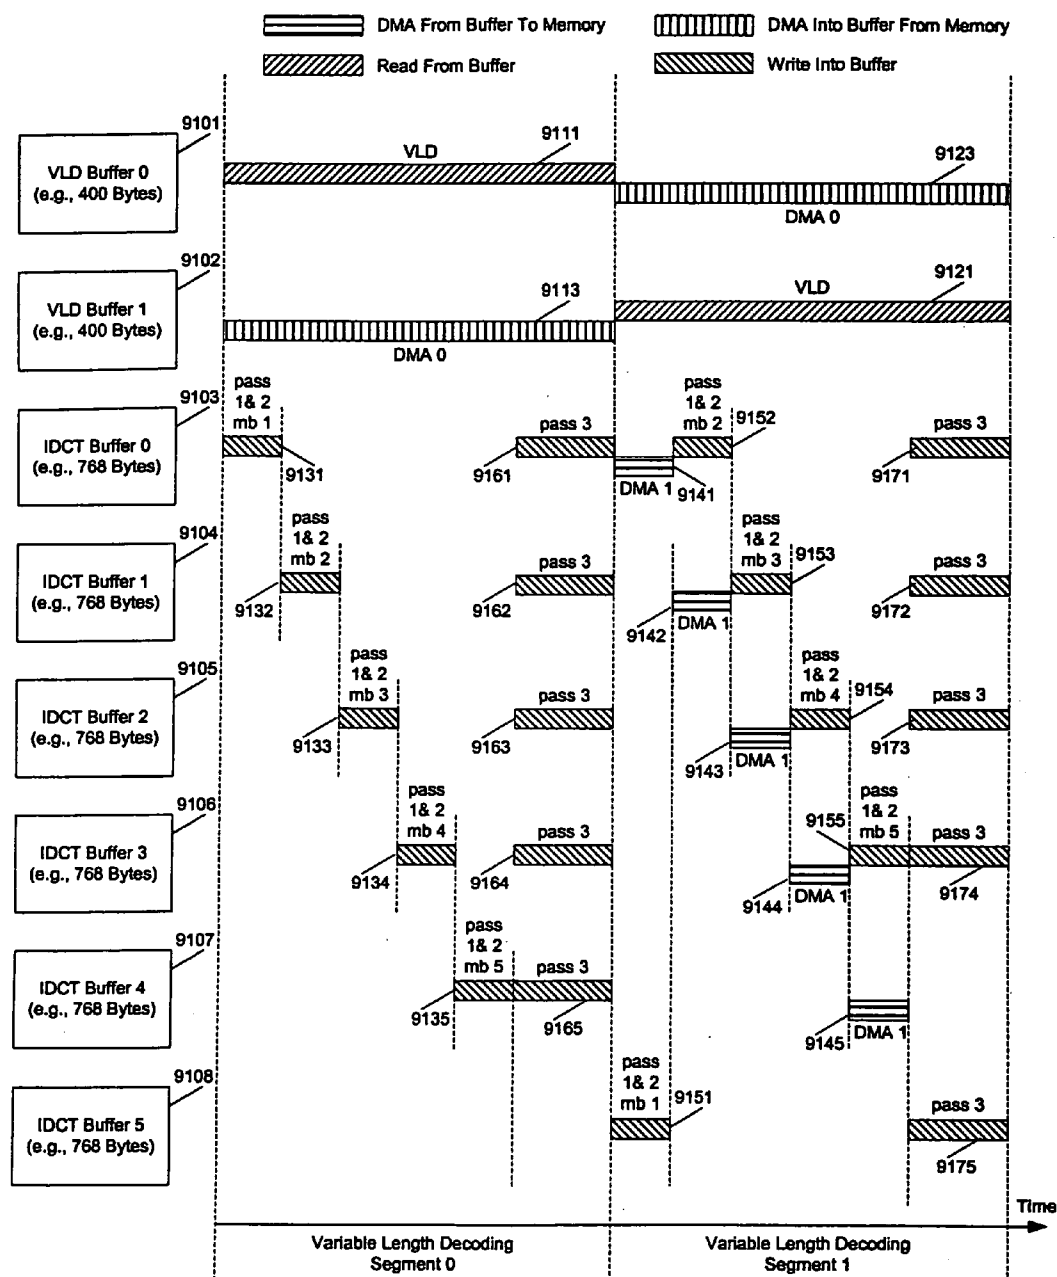 DMA From Buffer To Memory
DMA Into Buffer From Memory
Read From Buffer
Write Into Buffer
9101
VLD Buffer 0
(e.g., 400 Bytes)
VLD
9111
9123
DMA 0
9102
VLD Buffer 1
(e.g., 400 Bytes)
9113
DMA 0
VLD
9121
9103
IDCT Buffer 0
(e.g., 768 Bytes)
pass
1& 2
mb 1
9131
pass 3
9161
DMA 1
9141
pass
1& 2
mb 2
9152
pass 3
9171
9104
IDCT Buffer 1
(e.g., 768 Bytes)
pass
1& 2
mb 2
9132
pass 3
9162
9142
DMA 1
pass
1& 2
mb 3
9153
pass 3
9172
9105
IDCT Buffer 2
(e.g., 768 Bytes)
pass
1& 2
mb 3
9133
pass 3
9163
9143
DMA 1
pass
1& 2
mb 4
9154
pass 3
9173
9106
IDCT Buffer 3
(e.g., 768 Bytes)
pass
1& 2
mb 4
9134
pass 3
9164
9144
DMA 1
9155
pass
1& 2
mb 5
pass 3
9174
9107
IDCT Buffer 4
(e.g., 768 Bytes)
pass
1& 2
mb 5
9135
pass 3
9165
9145
DMA 1
9108
IDCT Buffer 5
(e.g., 768 Bytes)
pass
1& 2
mb 1
9151
pass 3
9175
Time
Variable Length Decoding
Segment 0
Variable Length Decoding
Segment 1